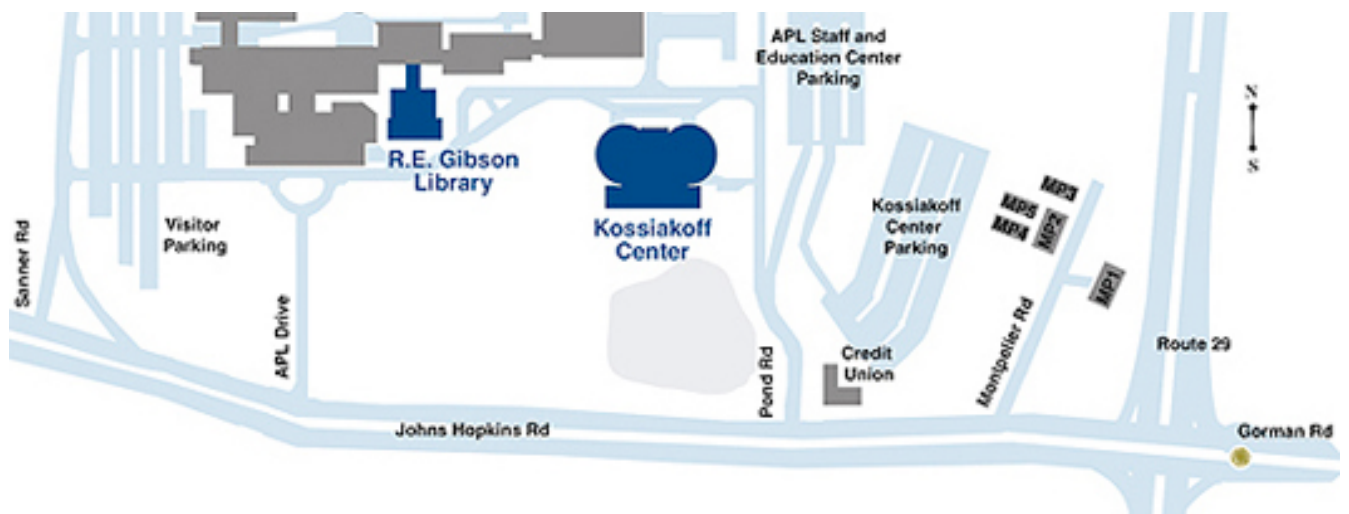 APL Staff and
Education Center
Parking
N
S
R.E. Gibson
Library
Kossiakoff
Center
Visitor
Parking
Kossiakoff
Center
Parking
MP3
MP5
MP4
MP2
MP1
Sanner Rd
APL Drive
Pond Rd
Credit
Union
Montpelier Rd
Route 29
Johns Hopkins Rd
Gorman Rd